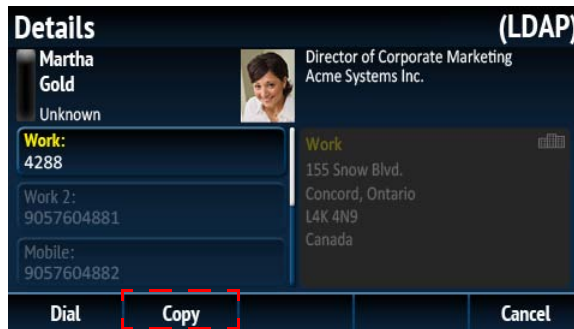 Details (LDAP)
Martha
Gold
Unknown
Director of Corporate Marketing
Acme Systems Inc.
Work:
4288
Work 2:
9057604881
Mobile:
9057604882
Work
155 Snow Blvd.
Concord, Ontario
L4K 4N9
Canada
Dial Copy Cancel